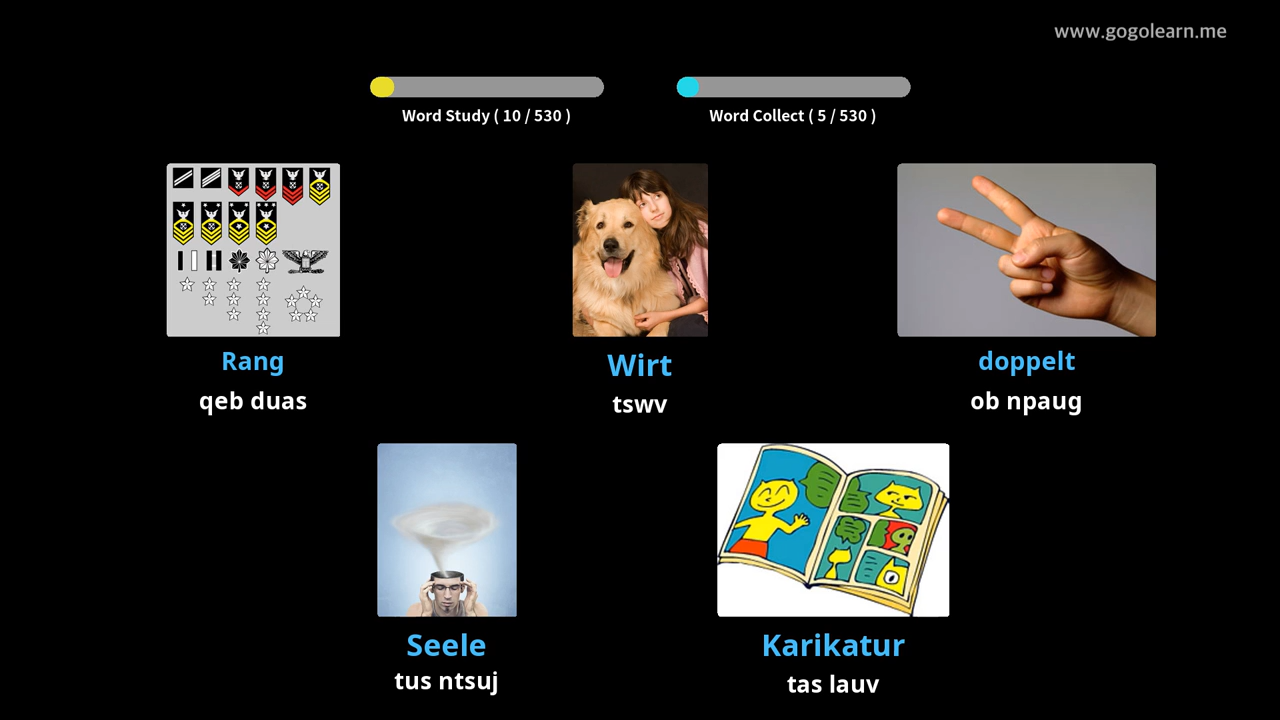 www.gogolearn.me
Word Study ( 10 / 530 )
Word Collect ( 5 / 530 )
Rang
qeb duas
Wirt
tswv
doppelt
ob npaug
Seele
tus ntsuj
Karikatur
tas lauv